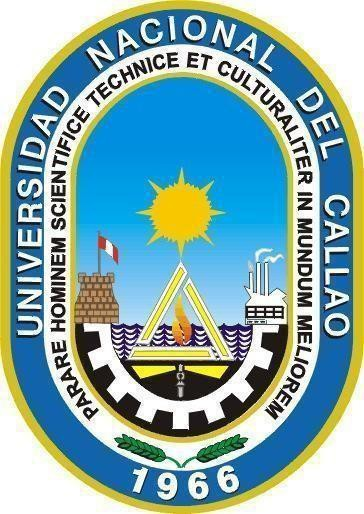 UNIVERSIDAD NACIONAL DEL CALLAO
PARARE HOMINEM SCIENTIFICE TECHNICE ET CULTURALITER IN MUNDUM MELIOREM
1966